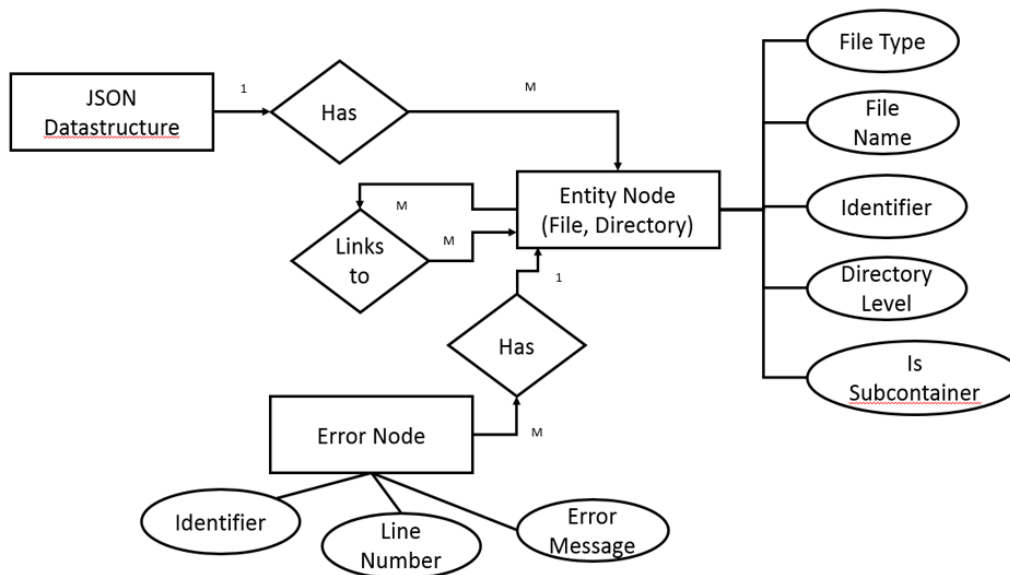 JSON
Datastructure
1
Has
M
File Type
File
Name
Entity Node
(File, Directory)
Identifier
M
Links
to
M
Directory
Level
1
Has
Is
Subcontainer
Error Node
M
Identifier
Line
Number
Error
Message